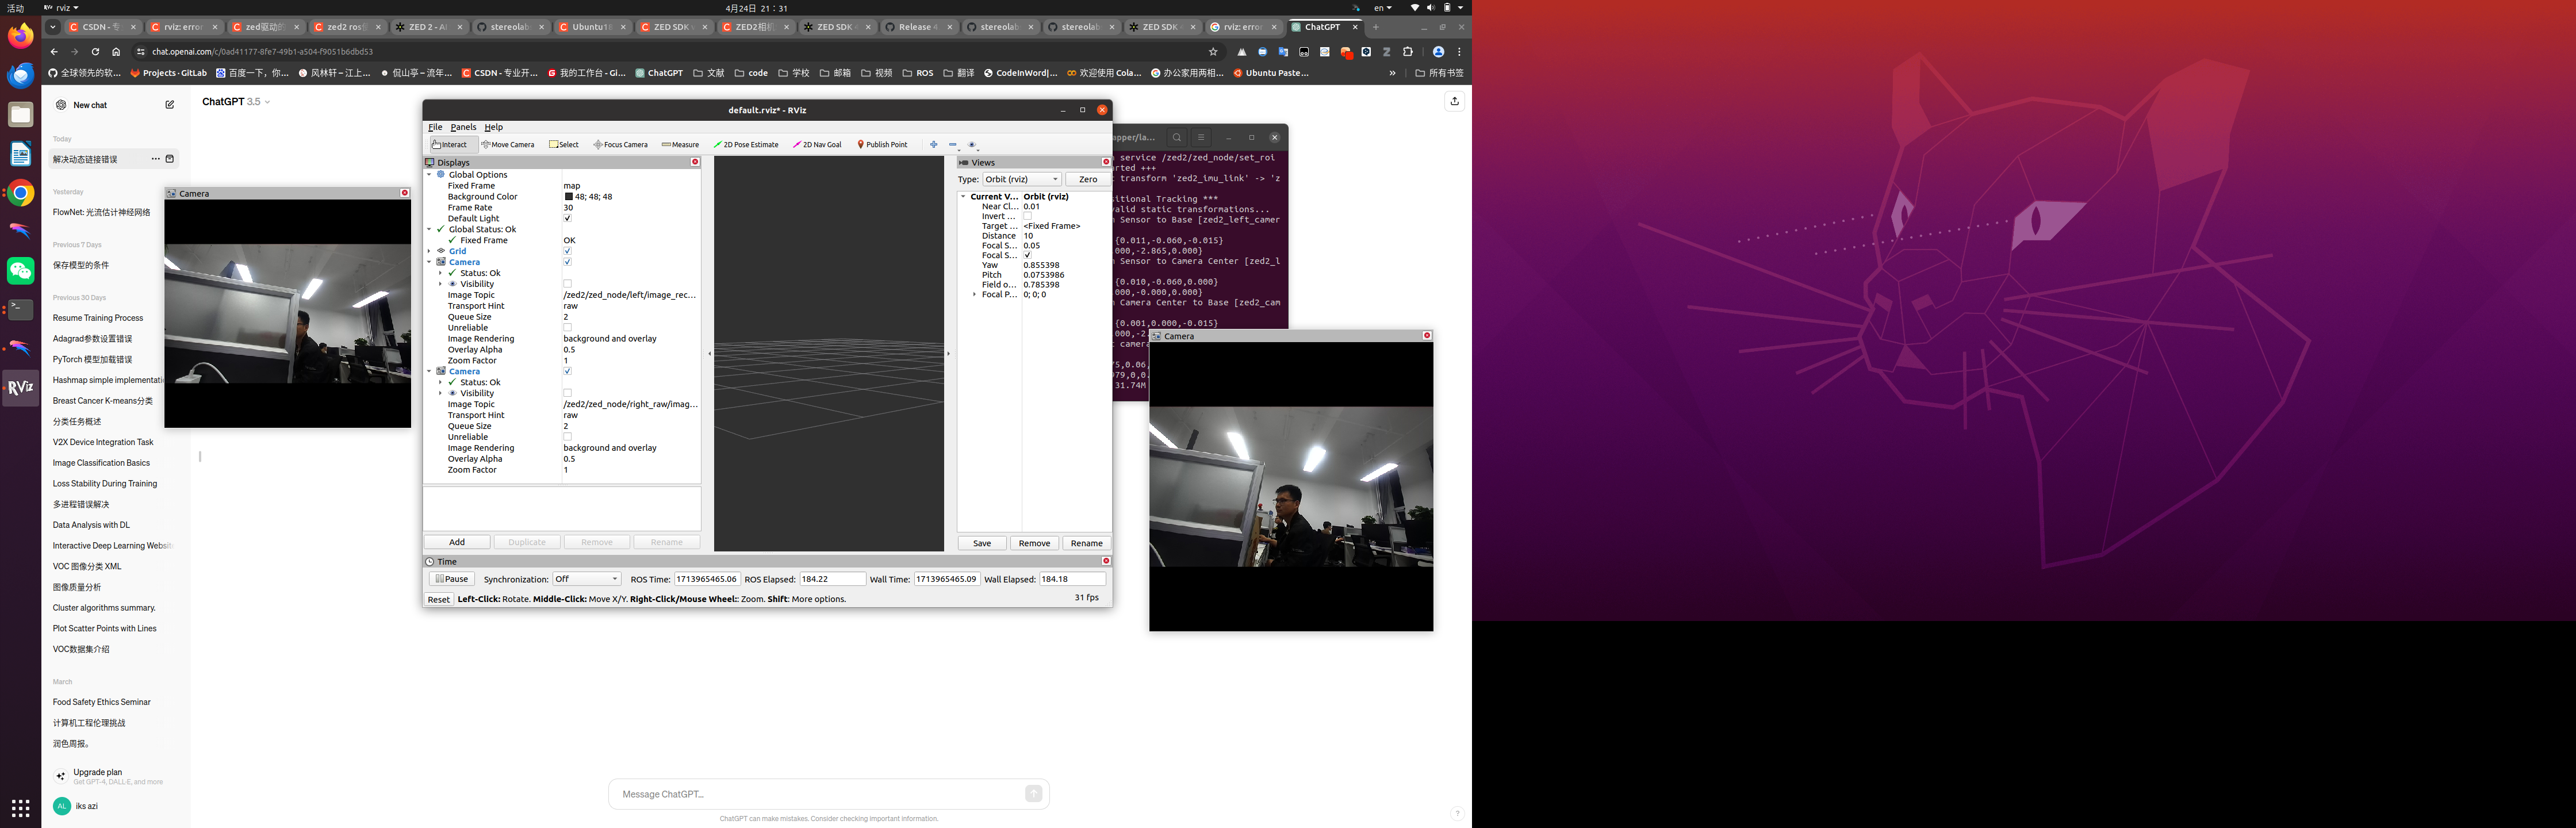 活动
rviz
4月24日 21：31
en
CSDN - 专
rviz: error
zed驱动的
zed2 ros
ZED 2 - AI
stereolab
Ubuntu18
ZED SDK
ZED2相机
ZED SDK
Release 4
stereolab
stereolab
ZED SDK
rviz: error
ChatGPT
chat.openai.com/c/0ad41177-8fe7-49b1-a504-f9051b6dbd53
全球领先的软...
Projects · GitLab
百度一下，你...
风林轩 – 江上...
侃山亭 – 流年...
CSDN - 专业开...
我的工作台 - Gi...
ChatGPT
文献
code
学校
邮箱
视频
ROS
翻译
CodeInWord|...
欢迎使用 Cola...
办公家用两相...
Ubuntu Paste...
所有书签
New chat
Today
解决动态链接错误
Yesterday
FlowNet: 光流估计神经网络
Previous 7 Days
保存模型的条件
Previous 30 Days
Resume Training Process
Adagrad参数设置错误
PyTorch 模型加载错误
Hashmap simple implementati
Breast Cancer K-means分类
分类任务概述
V2X Device Integration Task
Image Classification Basics
Loss Stability During Training
多进程错误解决
Data Analysis with DL
Interactive Deep Learning Websit
VOC 图像分类 XML
图像质量分析
Cluster algorithms summary.
Plot Scatter Points with Lines
VOC数据集介绍
March
Food Safety Ethics Seminar
计算机工程伦理挑战
润色周报。
Upgrade plan
Get GPT-4, DALL·E, and more
AL
iks azi
ChatGPT 3.5
Camera
default.rviz* - RViz
File Panels Help
Interact
Move Camera
Select
Focus Camera
Measure
2D Pose Estimate
2D Nav Goal
Publish Point
Displays
Global Options
Fixed Frame map
Background Color 48; 48; 48
Frame Rate 30
Default Light
Global Status: Ok
Fixed Frame OK
Grid
Camera
Status: Ok
Visibility
Image Topic /zed2/zed_node/left/image_rec...
Transport Hint raw
Queue Size 2
Unreliable
Image Rendering background and overlay
Overlay Alpha 0.5
Zoom Factor 1
Camera
Status: Ok
Visibility
Image Topic /zed2/zed_node/right_raw/imag...
Transport Hint raw
Queue Size 2
Unreliable
Image Rendering background and overlay
Overlay Alpha 0.5
Zoom Factor 1
Add Duplicate Remove Rename
Views
Type: Orbit (rviz) Zero
Current V... Orbit (rviz)
Near Cl... 0.01
Invert ...
Target ... <Fixed Frame>
Distance 10
Focal S... 0.05
Focal S...
Yaw 0.855398
Pitch 0.0753986
Field o... 0.785398
Focal P... 0; 0; 0
Save Remove Rename
Time
Pause Synchronization: Off ROS Time: 1713965465.06 ROS Elapsed: 184.22 Wall Time: 1713965465.09 Wall Elapsed: 184.18
Reset Left-Click: Rotate. Middle-Click: Move X/Y. Right-Click/Mouse Wheel:: Zoom. Shift: More options. 31 fps
apper/la...
service /zed2/zed_node/set_roi
rted +++
transform 'zed2_imu_link' -> 'z
itional Tracking ***
valid static transformations...
Sensor to Base [zed2_left_camer
{0.011,-0.060,-0.015}
000,-2.865,0.000}
Sensor to Camera Center [zed2_l
{0.010,-0.060,0.000}
000,-0.000,0.000}
Camera Center to Base [zed2_cam
{0.001,0.000,-0.015}
000,-2.
t camera
5,0.06,
979,0,0.
31.74M
Camera
Message ChatGPT...
ChatGPT can make mistakes. Consider checking important information.
?